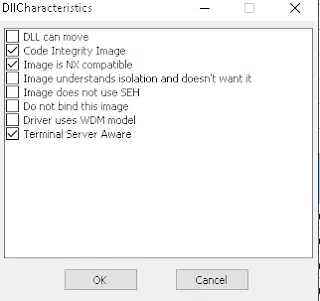 DllCharacteristics
DLL can move
Code Integrity Image
Image is NX compatible
Image understands isolation and doesn't want it
Image does not use SEH
Do not bind this image
Driver uses WDM model
Terminal Server Aware
OK
Cancel